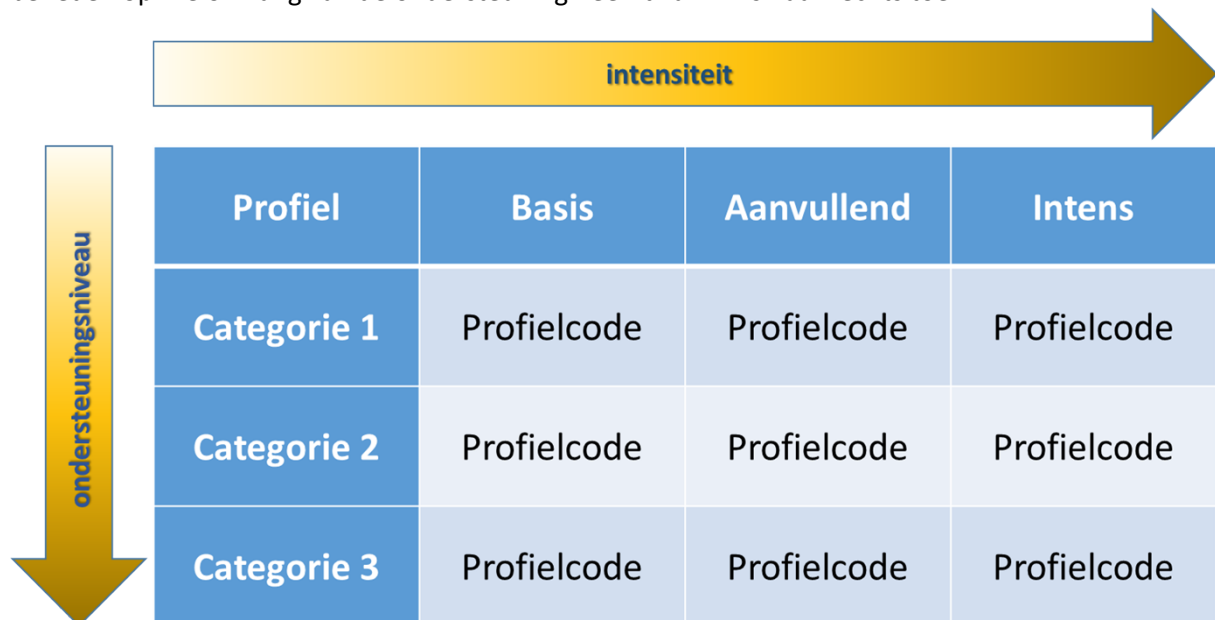 intensiteit
ondersteuningsniveau
Profiel Basis Aanvullend Intens
Categorie 1 Profielcode Profielcode Profielcode
Categorie 2 Profielcode Profielcode Profielcode
Categorie 3 Profielcode Profielcode Profielcode